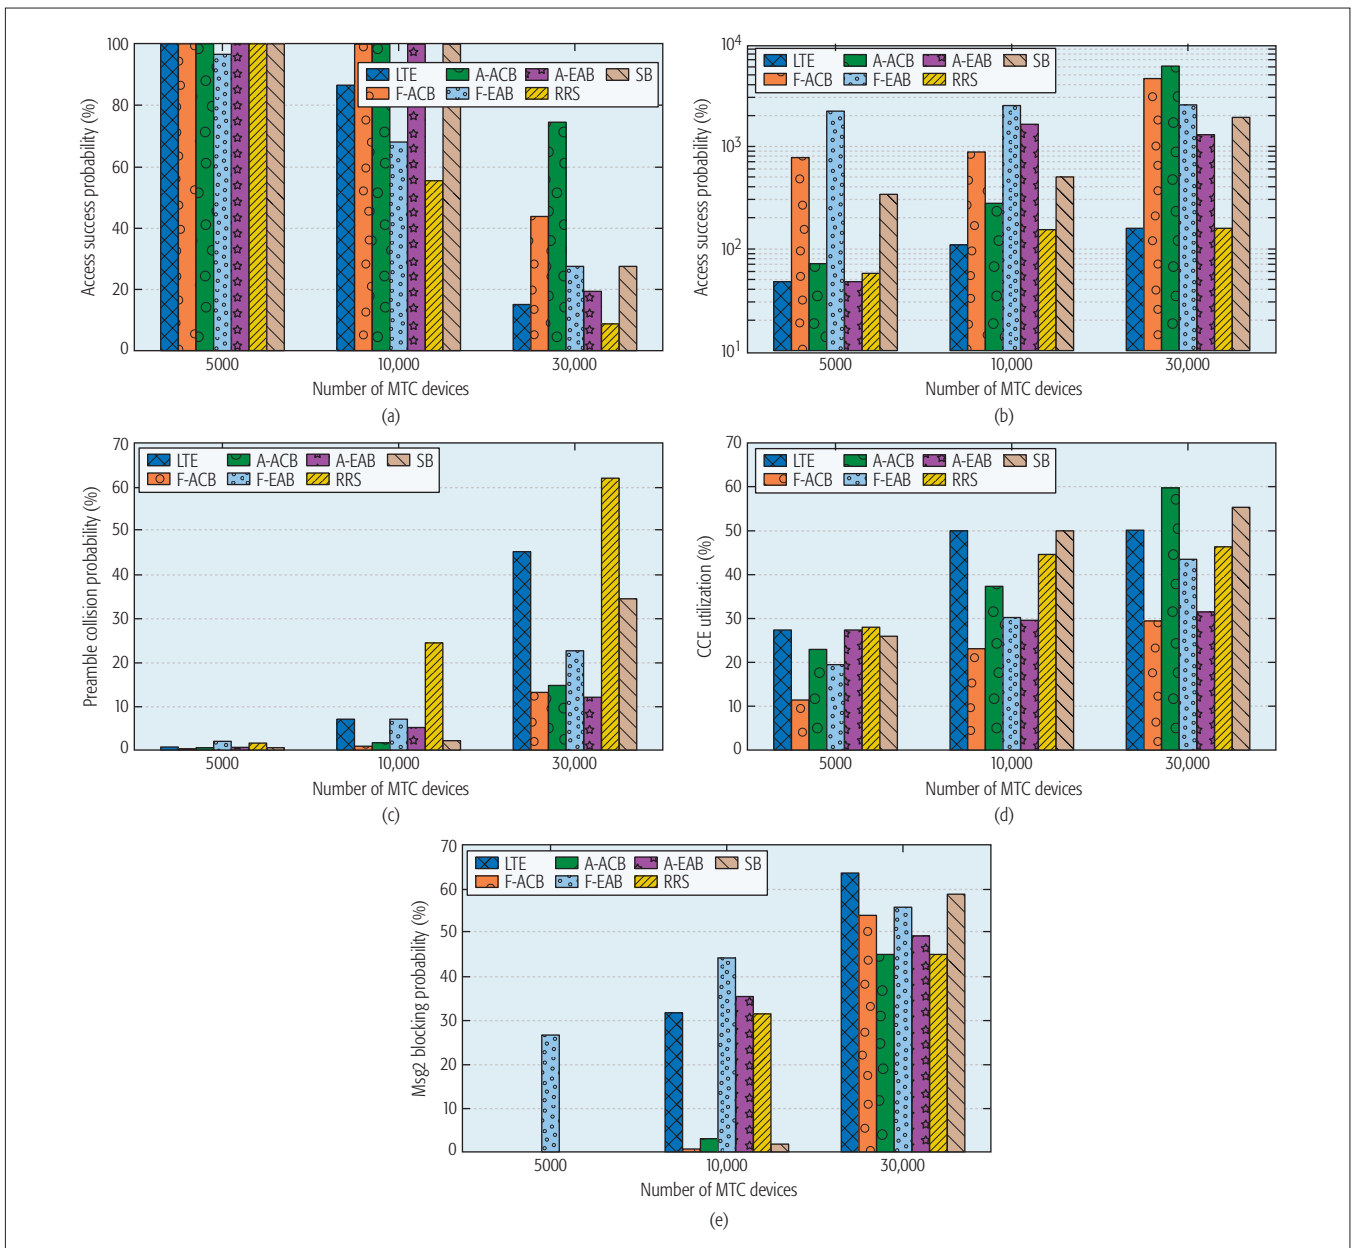 100
80
60
40
20
0
Access success probability (%)
LTE A-ACB A-EAB SB
F-ACB F-EAB RRS
5000 10,000 30,000
Number of MTC devices
(a)
10^4
10^3
10^2
10^1
Access success probability (%)
LTE A-ACB A-EAB SB
F-ACB F-EAB RRS
5000 10,000 30,000
Number of MTC devices
(b)
70
60
50
40
30
20
10
0
Preamble collision probability (%)
LTE A-ACB A-EAB SB
F-ACB F-EAB RRS
5000 10,000 30,000
Number of MTC devices
(c)
70
60
50
40
30
20
10
0
CCE utilization (%)
LTE A-ACB A-EAB SB
F-ACB F-EAB RRS
5000 10,000 30,000
Number of MTC devices
(d)
70
60
50
40
30
20
10
0
Msg2 blocking probability (%)
LTE A-ACB A-EAB SB
F-ACB F-EAB RRS
5000 10,000 30,000
Number of MTC devices
(e)